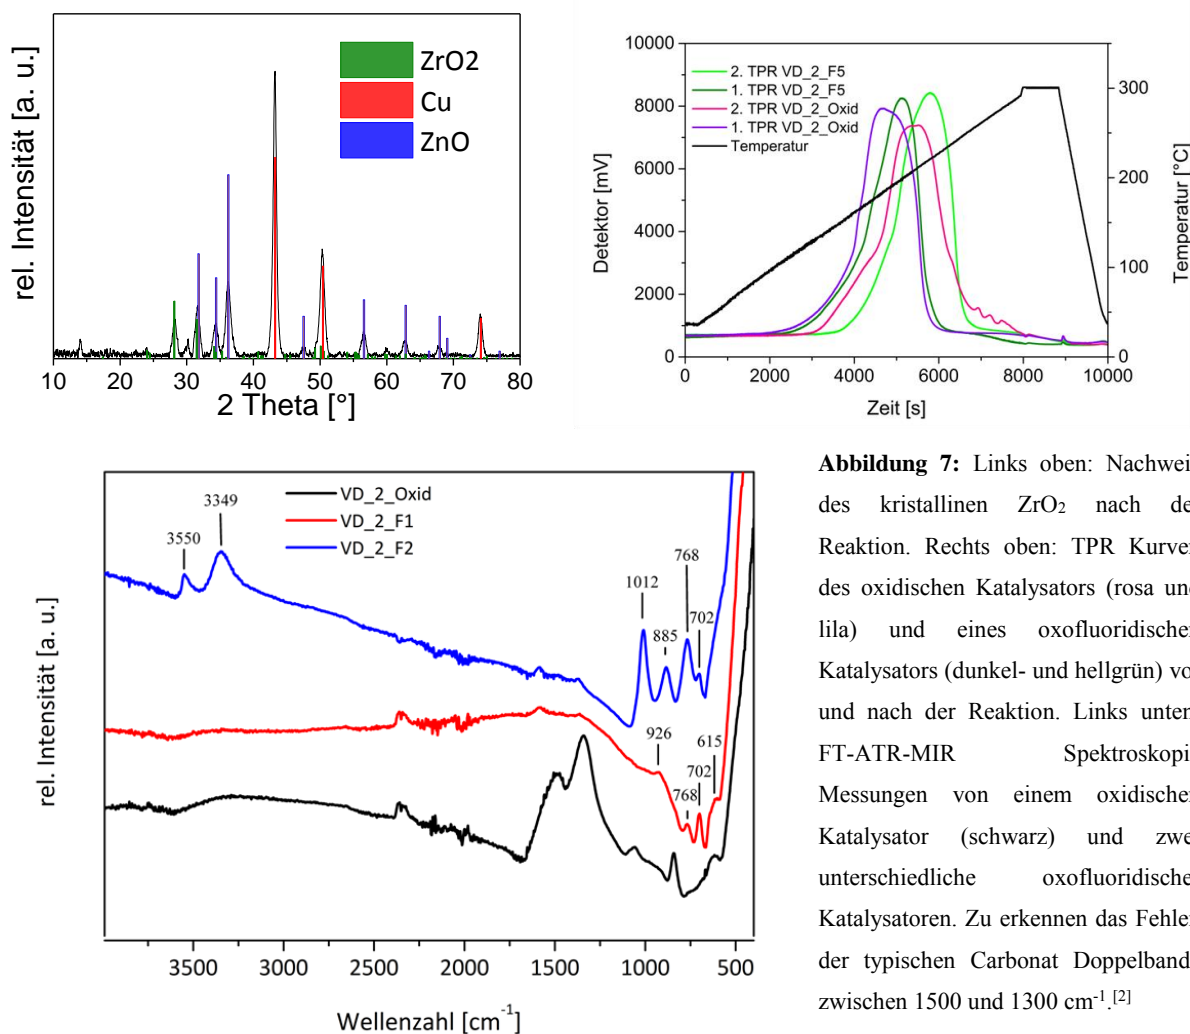 rel. Intensität [a. u.]
ZrO2
Cu
ZnO
10 20 30 40 50 60 70 80
2 Theta [°]
Detektor [mV]
10000
8000
6000
4000
2000
0
2. TPR VD_2_F5
1. TPR VD_2_F5
2. TPR VD_2_Oxid
1. TPR VD_2_Oxid
Temperatur
300
200
100
0
Temperatur [°C]
0 2000 4000 6000 8000 10000
Zeit [s]
rel. Intensität [a. u.]
VD_2_Oxid
VD_2_F1
VD_2_F2
3550
3349
1012
885
768
702
926
768
702
615
3500 3000 2500 2000 1500 1000 500
Wellenzahl [cm⁻¹]
Abbildung 7: Links oben: Nachwei
des kristallinen ZrO₂ nach de
Reaktion. Rechts oben: TPR Kurve
des oxidischen Katalysators (rosa un
lila) und eines oxofluoridische
Katalysators (dunkel- und hellgrün) vo
und nach der Reaktion. Links unten
FT-ATR-MIR Spektroskopi
Messungen von einem oxidische
Katalysator (schwarz) und zwe
unterschiedliche oxofluoridische
Katalysatoren. Zu erkennen das Fehle
der typischen Carbonat Doppelband
zwischen 1500 und 1300 cm⁻¹.[2]